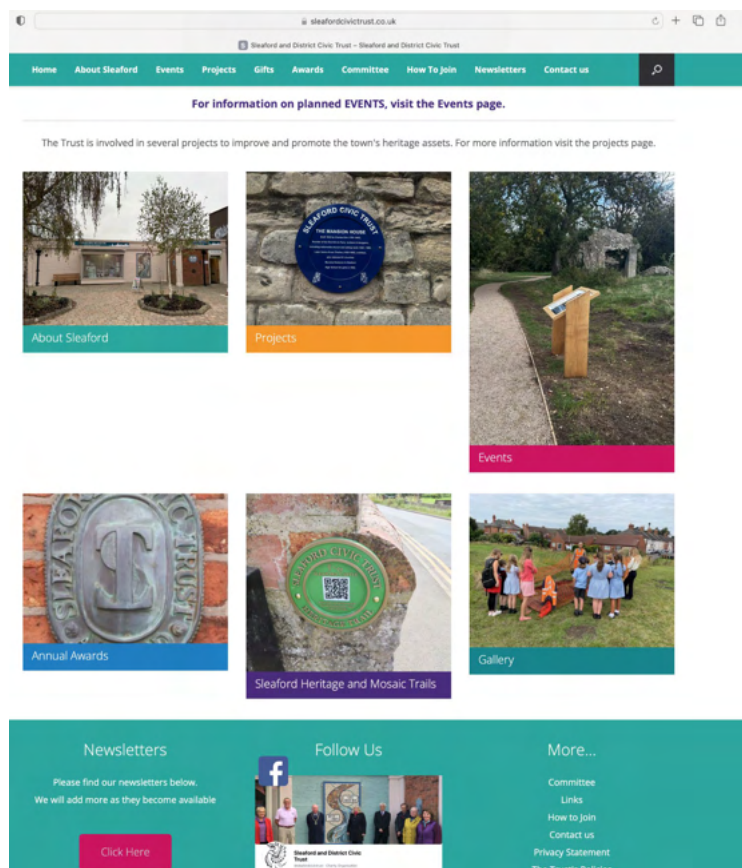 sleafordcivictrust.co.uk
S Sleaford and District Civic Trust – Sleaford and District Civic Trust
Home About Sleaford Events Projects Gifts Awards Committee How To Join Newsletters Contact us
For information on planned EVENTS, visit the Events page.
The Trust is involved in several projects to improve and promote the town's heritage assets. For more information visit the projects page.
SLEAFORD CIVIC TRUST
THE MANSION HOUSE
About Sleaford
Projects
Events
SLEAFO
TRUST
SLEAFORD CIVIC TRUST
Annual Awards
Sleaford Heritage and Mosaic Trails
Gallery
Newsletters
Please find our newsletters below.
We will add more as they become available
Click Here
Follow Us
f
Sleaford and District Civic
Trust
More...
Committee
Links
How to Join
Contact us
Privacy Statement